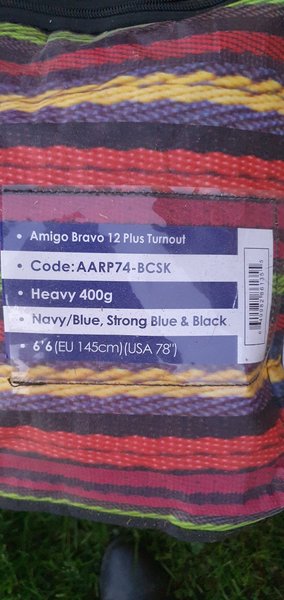 • Amigo Bravo 12 Plus Turnout
• Code:AARP74-BCSK
• Heavy 400g
• Navy/Blue, Strong Blue & Black
• 6'6 (EU 145cm) (USA 78")